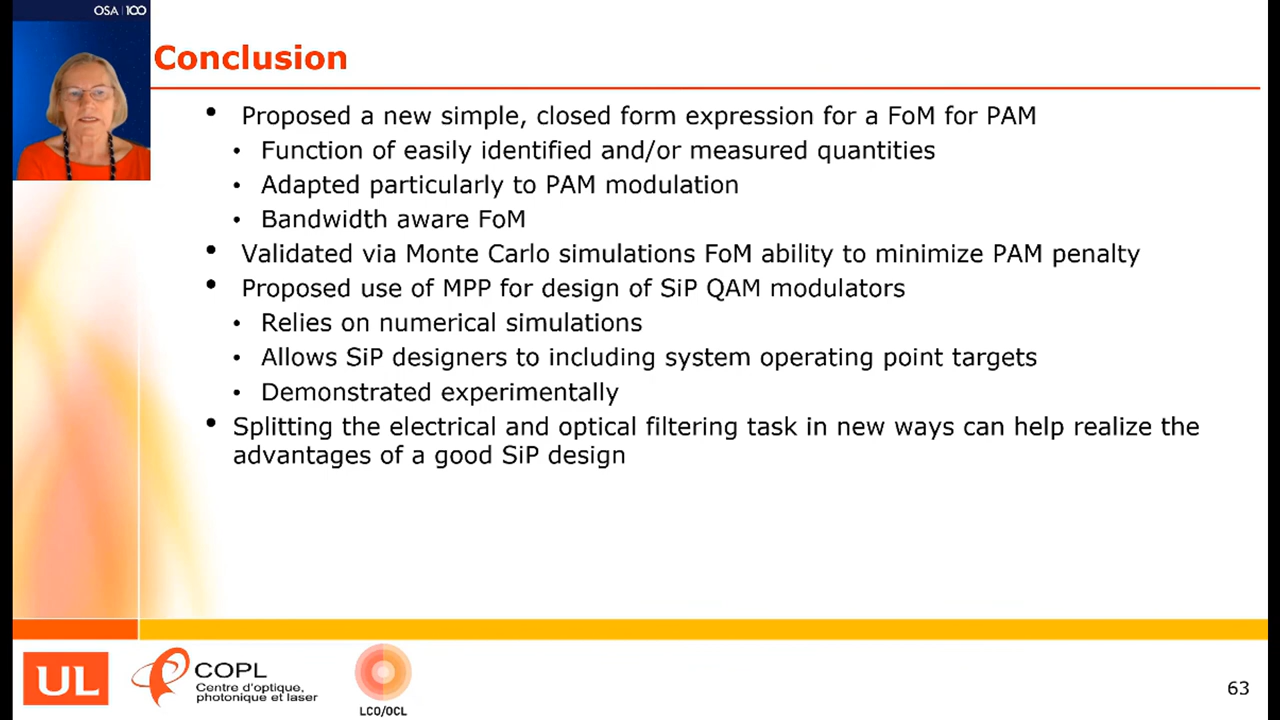 OSA | 100
Conclusion
• Proposed a new simple, closed form expression for a FoM for PAM
• Function of easily identified and/or measured quantities
• Adapted particularly to PAM modulation
• Bandwidth aware FoM
• Validated via Monte Carlo simulations FoM ability to minimize PAM penalty
• Proposed use of MPP for design of SiP QAM modulators
• Relies on numerical simulations
• Allows SiP designers to including system operating point targets
• Demonstrated experimentally
• Splitting the electrical and optical filtering task in new ways can help realize the
advantages of a good SiP design
UL
COPL
Centre d'optique,
photonique et laser
LCO/OCL
63